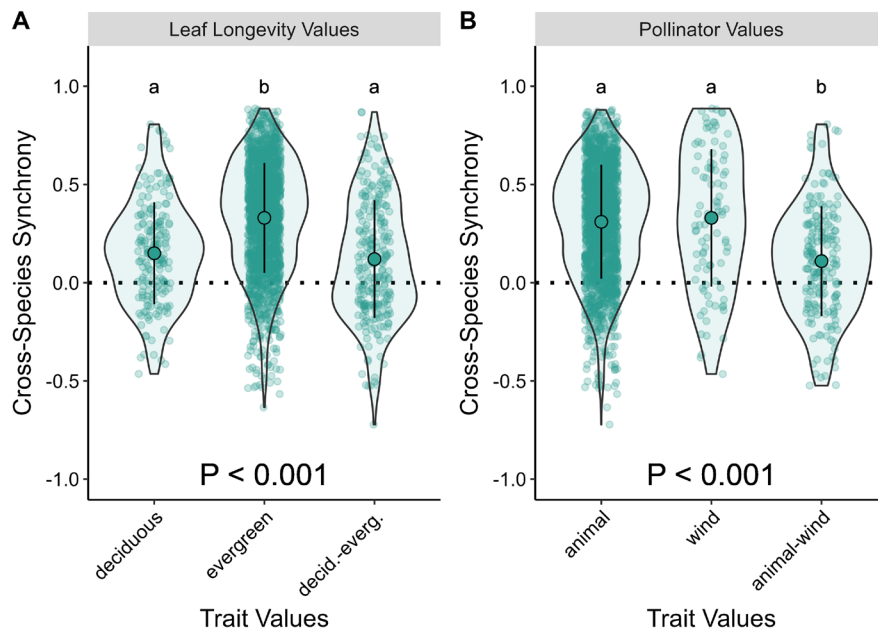 A
Leaf Longevity Values
Cross-Species Synchrony
1.0
0.5
0.0
-0.5
-1.0
a
b
a
P < 0.001
deciduous
evergreen
decid.-everg.
Trait Values
B
Pollinator Values
Cross-Species Synchrony
1.0
0.5
0.0
-0.5
-1.0
a
a
b
P < 0.001
animal
wind
animal-wind
Trait Values